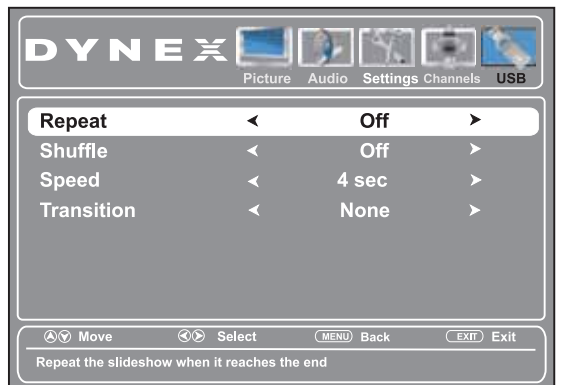 DYNEX
Picture Audio Settings Channels USB
Repeat Off
Shuffle Off
Speed 4 sec
Transition None
Move Select MENU Back EXIT Exit
Repeat the slideshow when it reaches the end